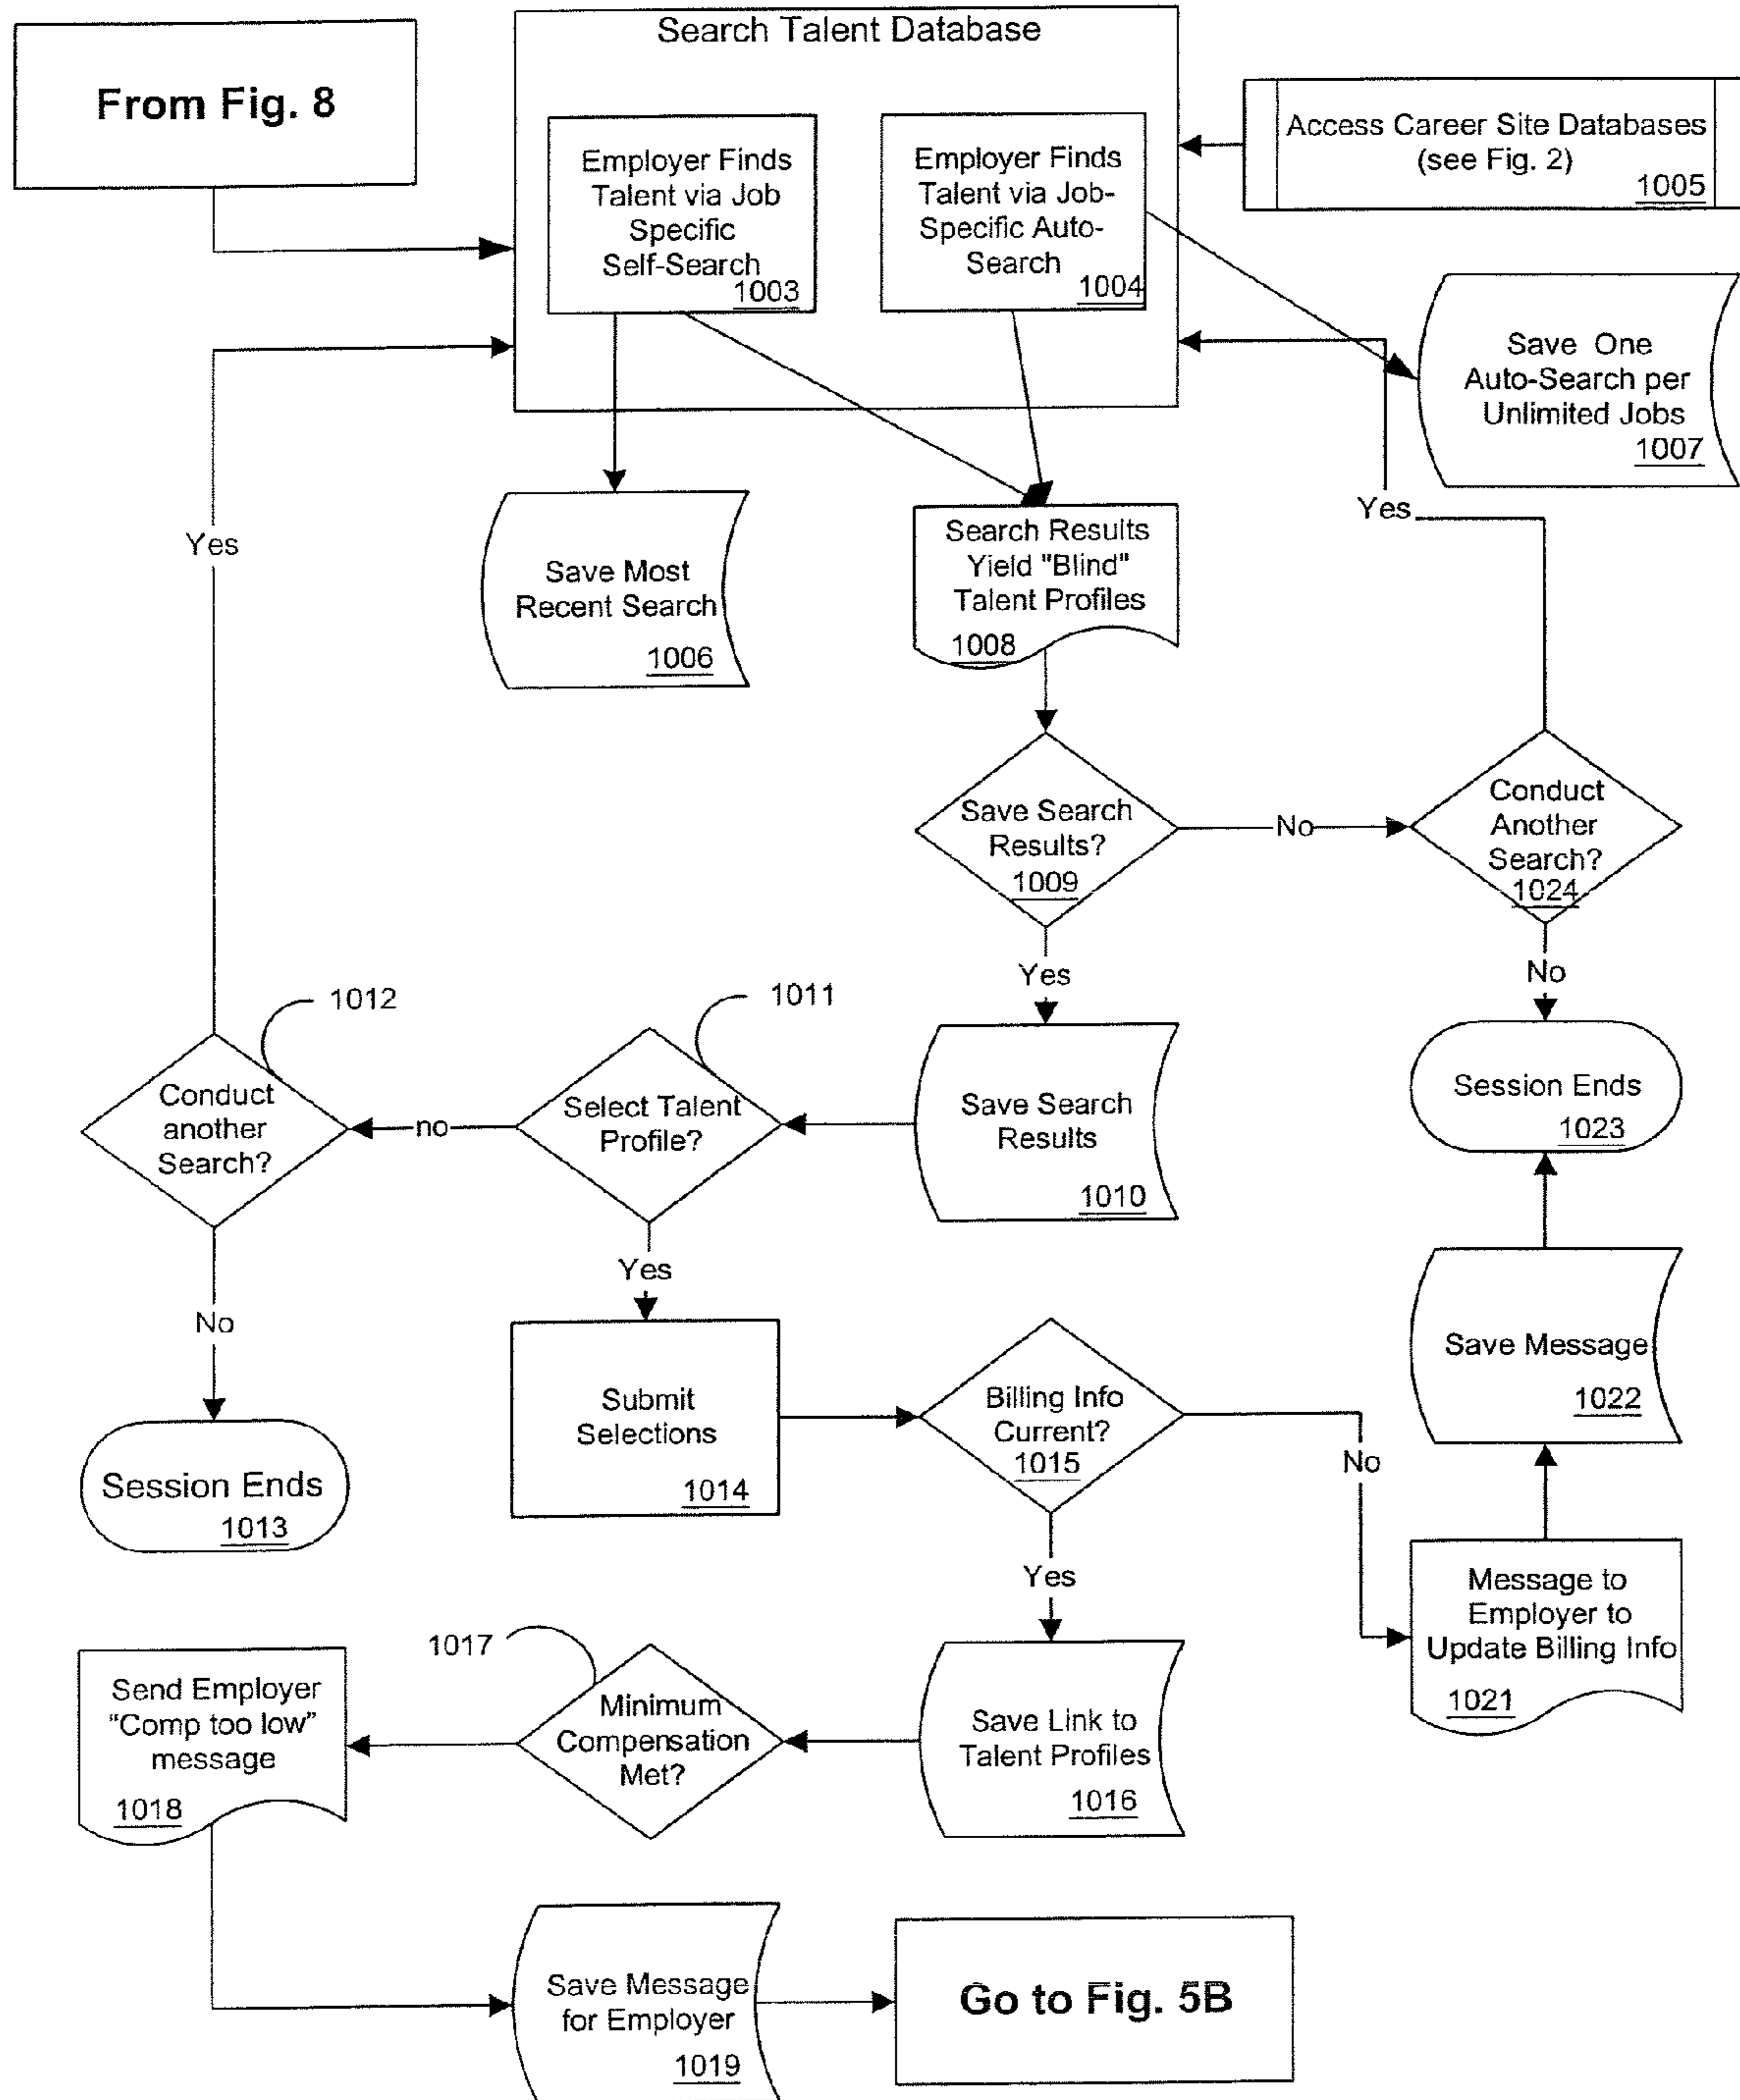 Search Talent Database
From Fig. 8
Employer Finds
Talent via Job
Specific
Self-Search
1003
Employer Finds
Talent via Job-
Specific Auto-
Search
1004
Access Career Site Databases
(see Fig. 2)
1005
Save One
Auto-Search per
Unlimited Jobs
1007
Yes
Yes
Save Most
Recent Search
1006
Search Results
Yield "Blind"
Talent Profiles
1008
Save Search
Results?
1009
No
Conduct
Another
Search?
1024
Yes
No
1012
1011
Conduct
another
Search?
no
Select Talent
Profile?
Save Search
Results
1010
Session Ends
1023
Yes
No
Submit
Selections
1014
Billing Info
Current?
1015
No
Save Message
1022
Session Ends
1013
Yes
Message to
Employer to
Update Billing Info
1021
1017
Send Employer
“Comp too low”
message
1018
Minimum
Compensation
Met?
Save Link to
Talent Profiles
1016
Save Message
for Employer
1019
Go to Fig. 5B